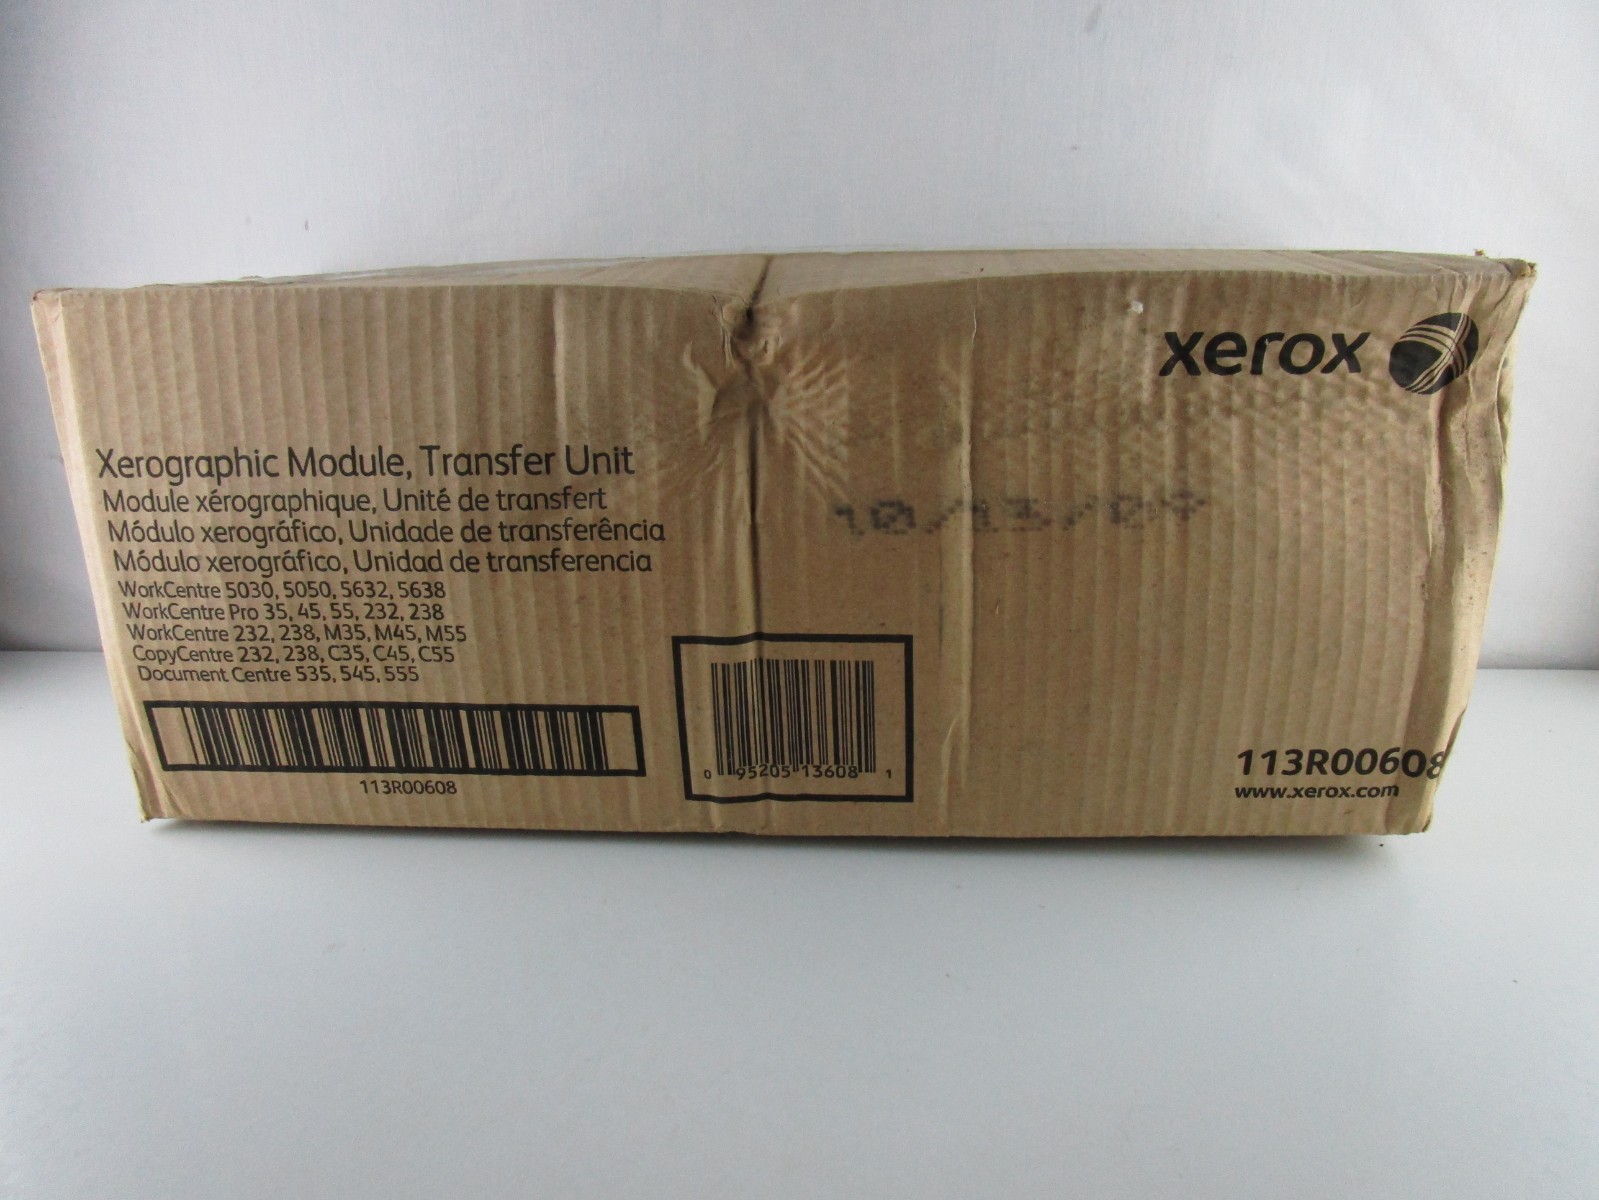 xerox
Xerographic Module, Transfer Unit
Module xérographique, Unité de transfert
Módulo xerográfico, Unidade de transferência
Módulo xerográfico, Unidad de transferencia
WorkCentre 5030, 5050, 5632, 5638
WorkCentre Pro 35, 45, 55, 232, 238
WorkCentre 232, 238, M35, M45, M55
CopyCentre 232, 238, C35, C45, C55
Document Centre 535, 545, 555
113R00608
0 95205 13608 1
113R00608
www.xerox.com